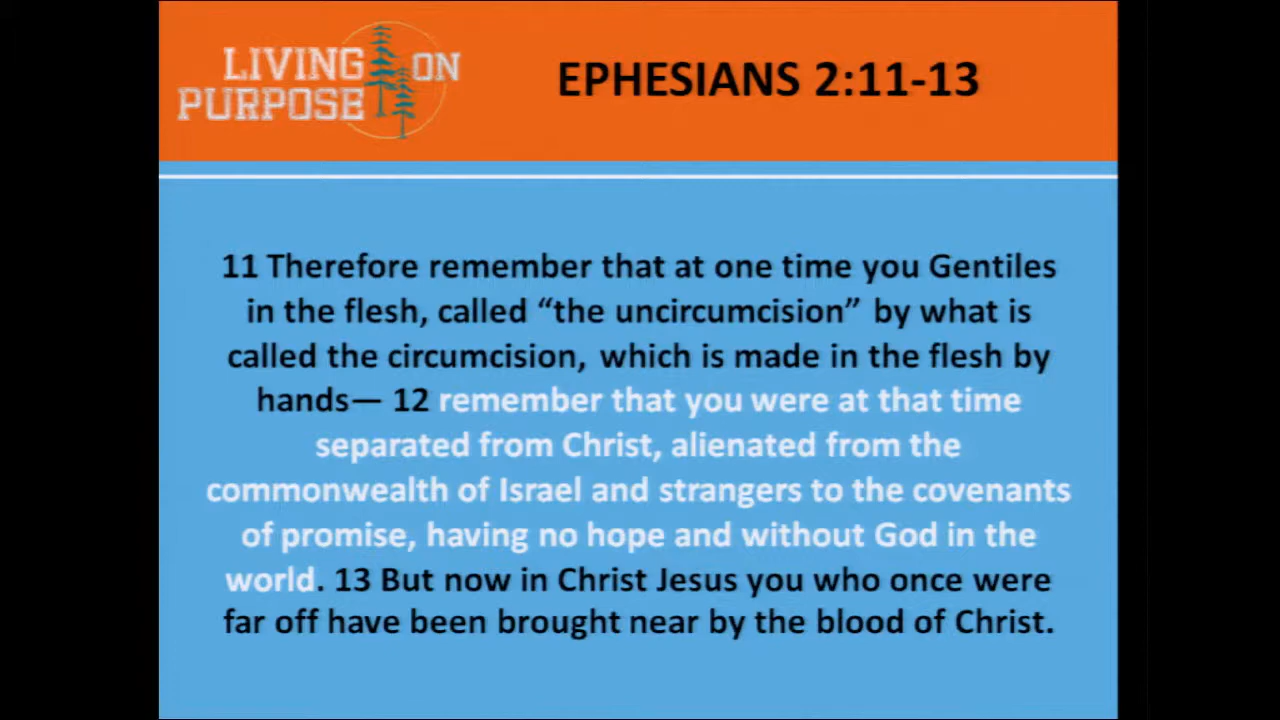 LIVING ON
PURPOSE
EPHESIANS 2:11-13
11 Therefore remember that at one time you Gentiles
in the flesh, called “the uncircumcision” by what is
called the circumcision, which is made in the flesh by
hands— 12 remember that you were at that time
separated from Christ, alienated from the
commonwealth of Israel and strangers to the covenants
of promise, having no hope and without God in the
world. 13 But now in Christ Jesus you who once were
far off have been brought near by the blood of Christ.